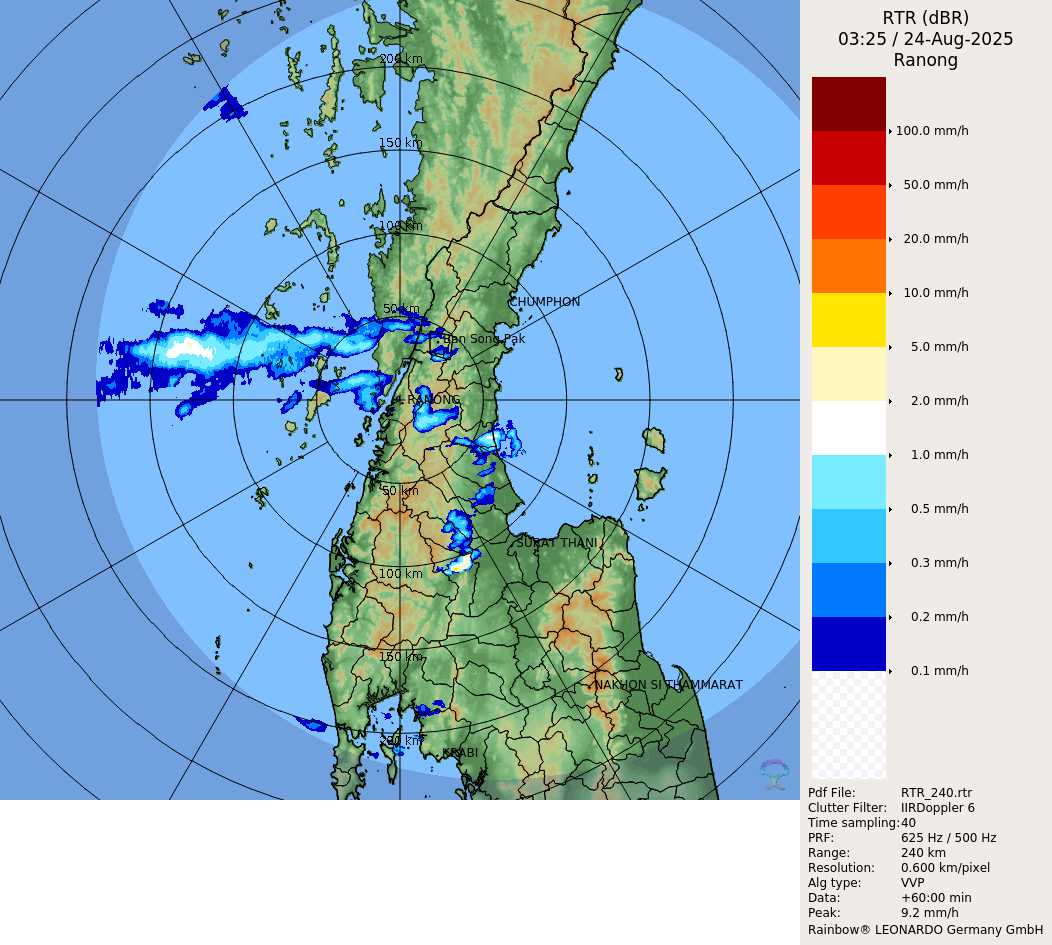 RTR (dBR)
03:25 / 24-Aug-2025
Ranong
200 km
150 km
100 km
50 km
CHUMPHON
Ban Song Pak
RANONG
50 km
SURAT THANI
100 km
150 km
NAKHON SI THAMMARAT
200 km
KRABI
100.0 mm/h
50.0 mm/h
20.0 mm/h
10.0 mm/h
5.0 mm/h
2.0 mm/h
1.0 mm/h
0.5 mm/h
0.3 mm/h
0.2 mm/h
0.1 mm/h
Pdf File: RTR_240.rtr
Clutter Filter: IIRDoppler 6
Time sampling:40
PRF: 625 Hz / 500 Hz
Range: 240 km
Resolution: 0.600 km/pixel
Alg type: VVP
Data: +60:00 min
Peak: 9.2 mm/h
Rainbow® LEONARDO Germany GmbH